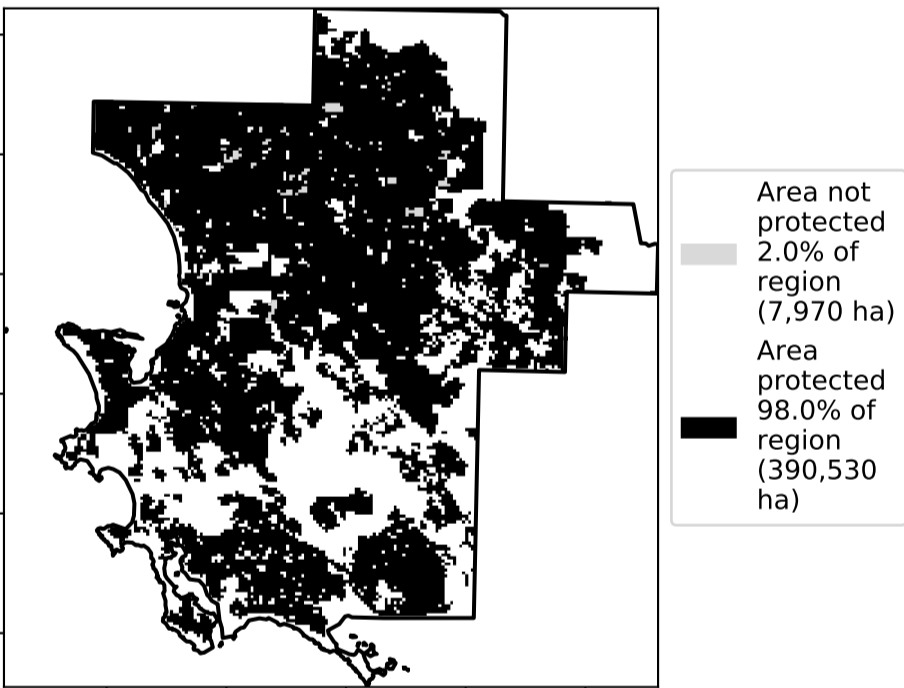 Area not
protected
2.0% of
region
(7,970 ha)
Area
protected
98.0% of
region
(390,530
ha)